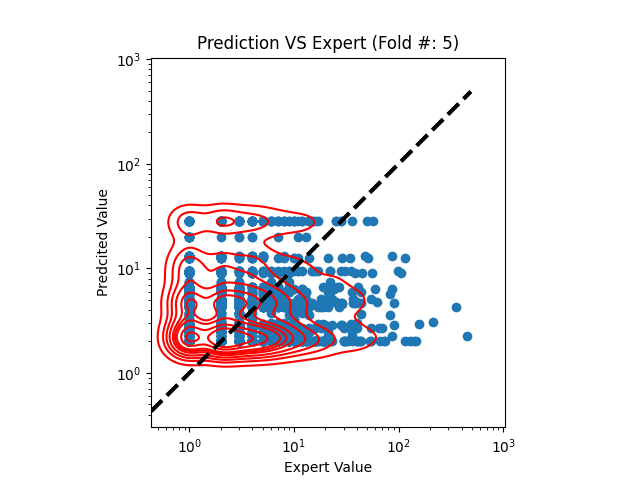 Prediction VS Expert (Fold #: 5)
10³
10²
10¹
10⁰
Predcited Value
10⁰ 10¹ 10² 10³
Expert Value